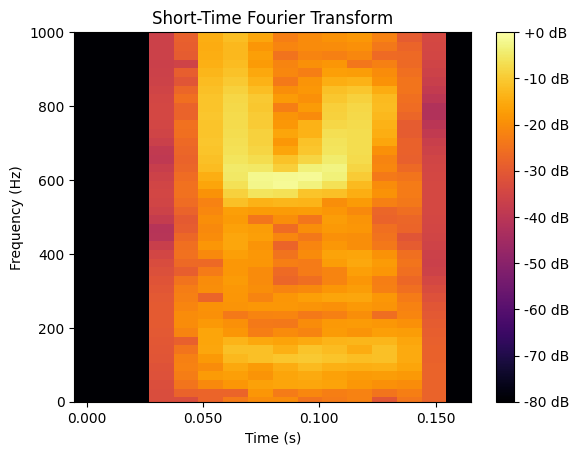 Short-Time Fourier Transform
1000
800
600
400
200
0
Frequency (Hz)
0.000
0.050
0.100
0.150
Time (s)
+0 dB
-10 dB
-20 dB
-30 dB
-40 dB
-50 dB
-60 dB
-70 dB
-80 dB